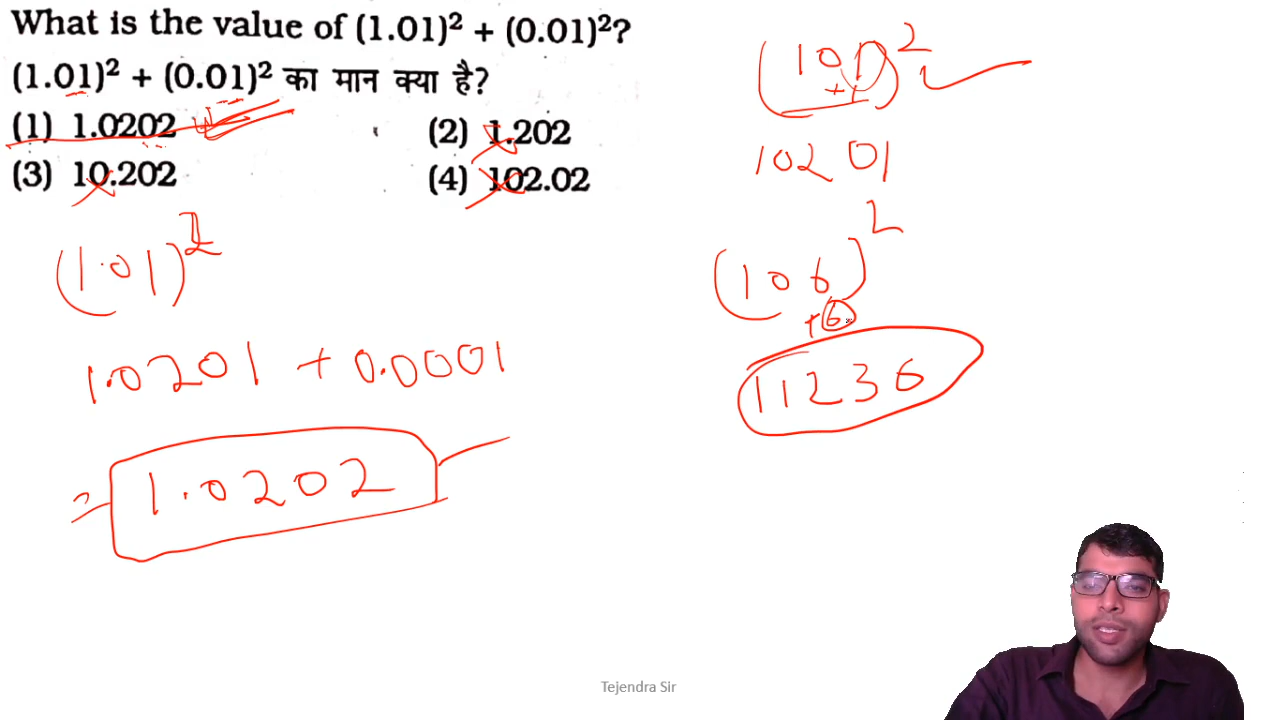 What is the value of (1.01)² + (0.01)²?
(1.01)² + (0.01)² का मान क्या है?
(1) 1.0202 (2) 1.202
(3) 10.202 (4) 102.02
(1.01)²
1.0201 + 0.0001
= 1.0202
(101)²
+1
10201
(106)²
+6
11236
Tejendra Sir